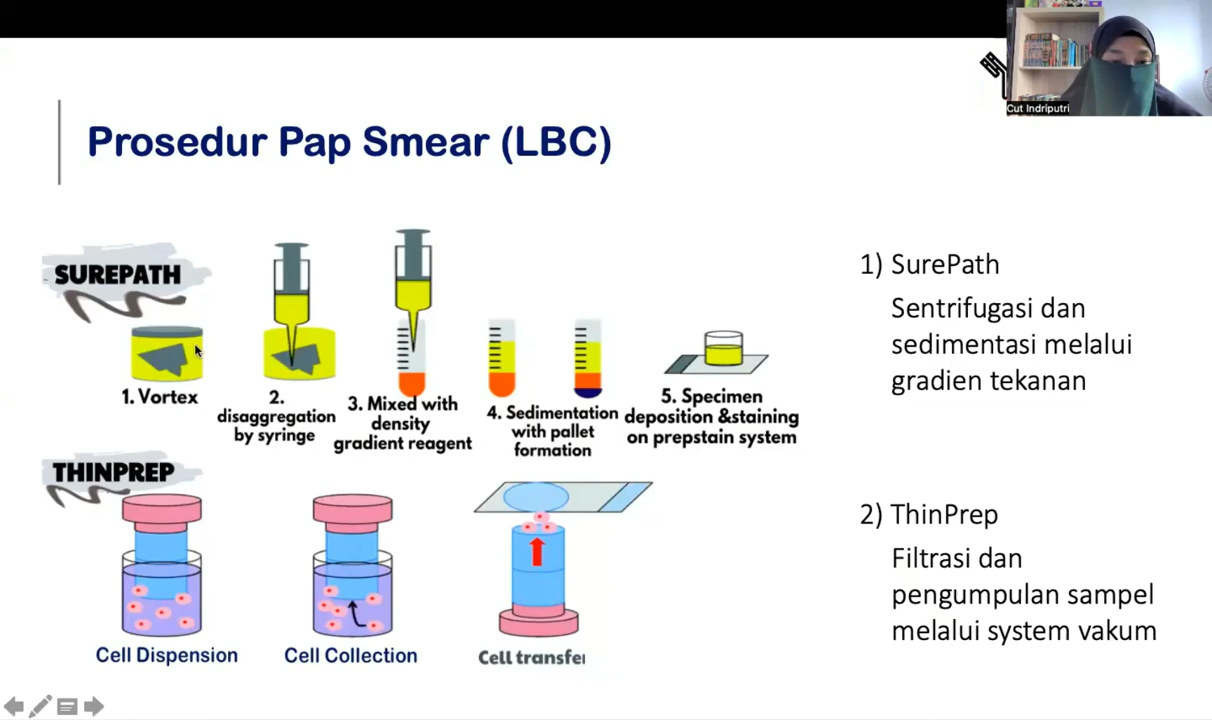 Cut Indriputri
Prosedur Pap Smear (LBC)
SUREPATH
1. Vortex
2.
disaggregation
by syringe
3. Mixed with
density
gradient reagent
4. Sedimentation
with pallet
formation
5. Specimen
deposition &staining
on prepstain system
THINPREP
Cell Dispension
Cell Collection
Cell transfe
1) SurePath
Sentrifugasi dan
sedimentasi melalui
gradien tekanan
2) ThinPrep
Filtrasi dan
pengumpulan sampel
melalui system vakum